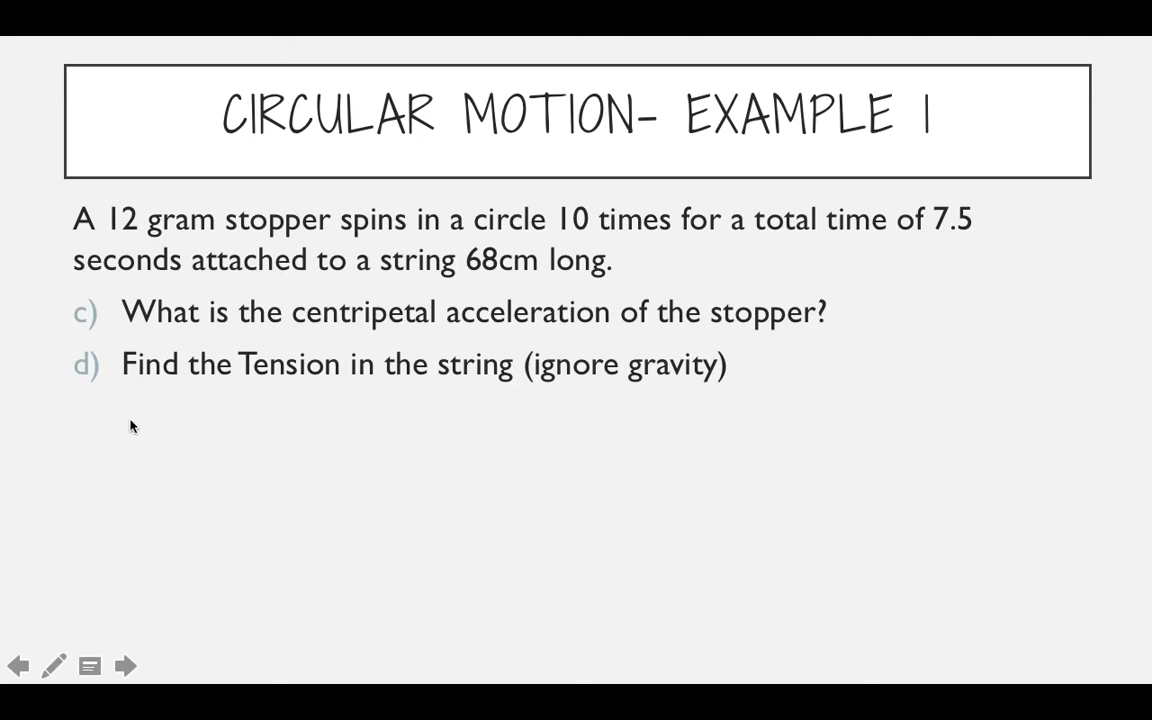 CIRCULAR MOTION- EXAMPLE 1
A 12 gram stopper spins in a circle 10 times for a total time of 7.5
seconds attached to a string 68cm long.
c) What is the centripetal acceleration of the stopper?
d) Find the Tension in the string (ignore gravity)